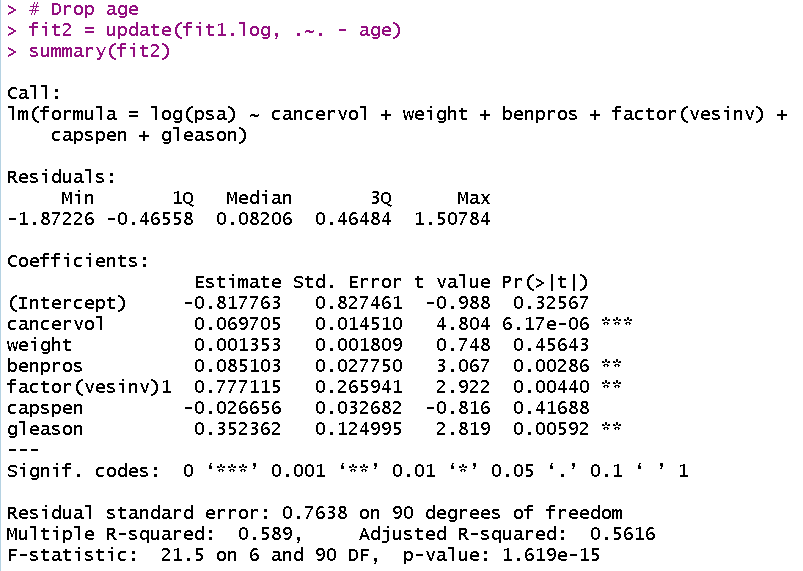 > # Drop age
> fit2 = update(fit1.log, .~. - age)
> summary(fit2)
Call:
lm(formula = log(psa) ~ cancervol + weight + benpros + factor(vesinv) +
    capspen + gleason)
Residuals:
     Min       1Q   Median       3Q      Max
-1.87226 -0.46558  0.08206  0.46484  1.50784
Coefficients:
                 Estimate Std. Error t value Pr(>|t|)
(Intercept)     -0.817763   0.827461  -0.988  0.32567
cancervol        0.069705   0.014510   4.804 6.17e-06 ***
weight           0.001353   0.001809   0.748  0.45643
benpros          0.085103   0.027750   3.067  0.00286 **
factor(vesinv)1  0.777115   0.265941   2.922  0.00440 **
capspen         -0.026656   0.032682  -0.816  0.41688
gleason          0.352362   0.124995   2.819  0.00592 **
---
Signif. codes:  0 ‘***’ 0.001 ‘**’ 0.01 ‘*’ 0.05 ‘.’ 0.1 ‘ ’ 1
Residual standard error: 0.7638 on 90 degrees of freedom
Multiple R-squared:  0.589,     Adjusted R-squared:  0.5616
F-statistic:  21.5 on 6 and 90 DF,  p-value: 1.619e-15